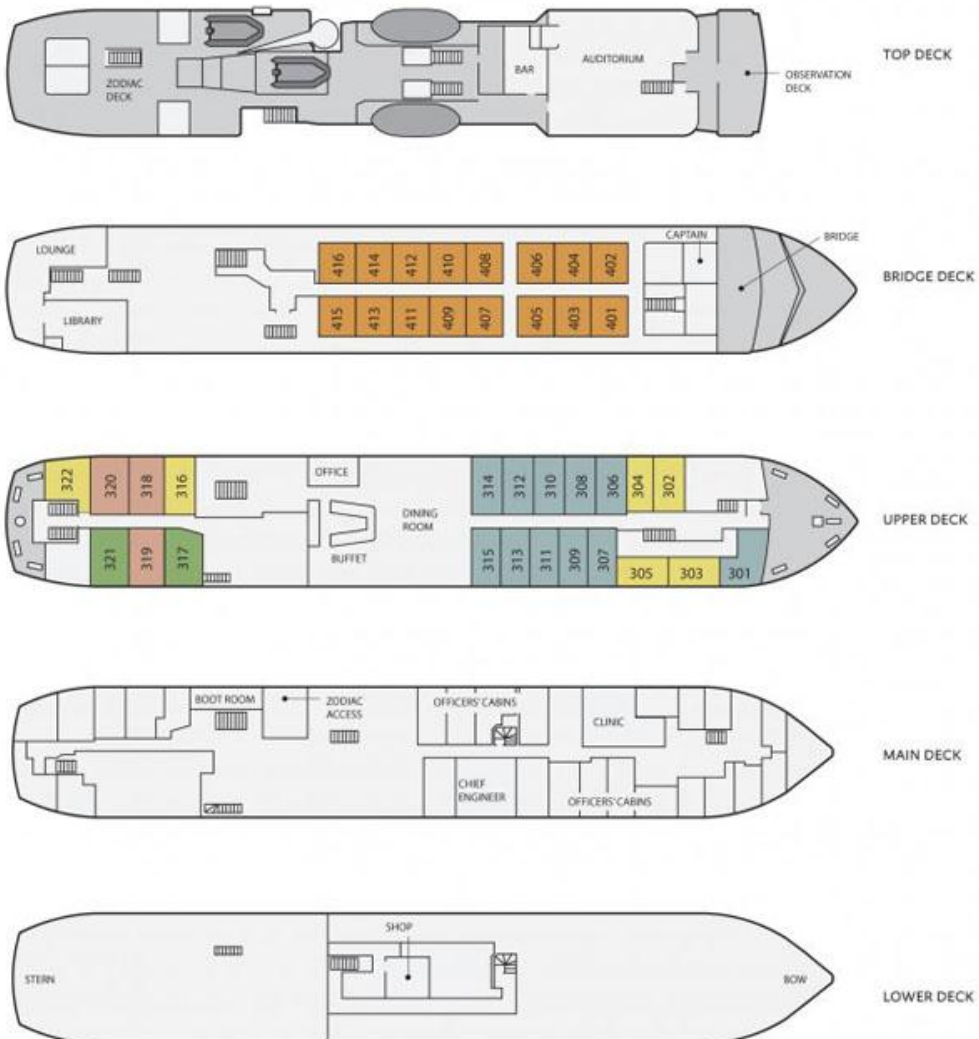 TOP DECK
ZODIAC
DECK
BAR
AUDITORIUM
OBSERVATION
DECK
BRIDGE DECK
LOUNGE
LIBRARY
416 414 412 410 408 406 404 402
415 413 411 409 407 405 403 401
CAPTAIN
BRIDGE
UPPER DECK
322 320 318 316
OFFICE
314 312 310 308 306 304 302
DINING
ROOM
BUFFET
321 319 317
315 313 311 309 307 305 303 301
MAIN DECK
BOOT ROOM
ZODIAC
ACCESS
OFFICERS' CABINS
CLINIC
CHIEF
ENGINEER
OFFICERS' CABINS
LOWER DECK
SHOP
STERN
BOW